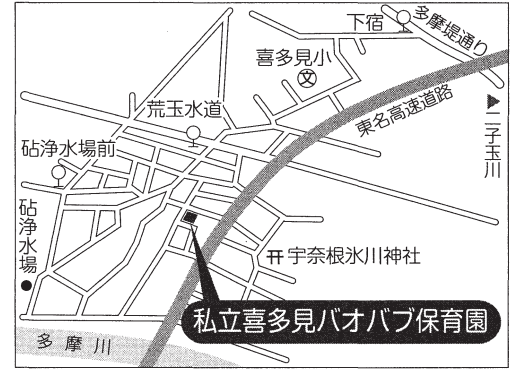 下宿
多摩堤通り
喜多見小
文
荒玉水道
東名高速道路
二子玉川
砧浄水場前
砧浄水場
宇奈根氷川神社
私立喜多見バオバブ保育園
多摩川